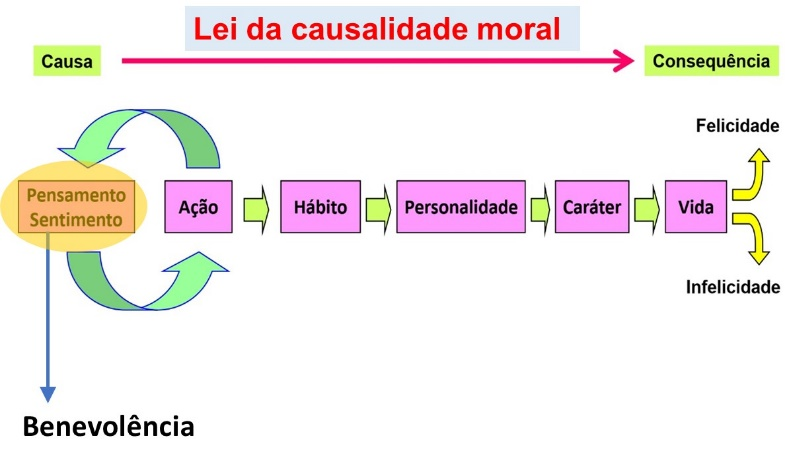 Lei da causalidade moral
Causa
Consequência
Felicidade
Pensamento
Sentimento
Ação
Hábito
Personalidade
Caráter
Vida
Infelicidade
Benevolência